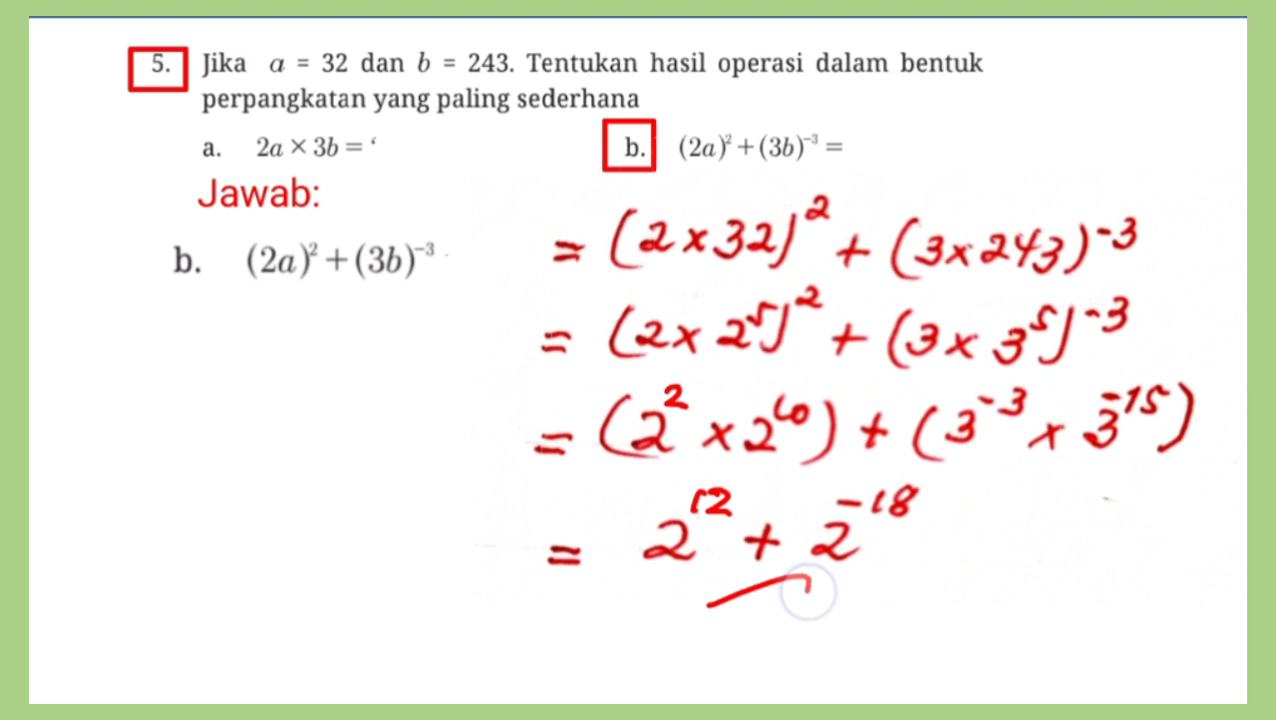 5. Jika a = 32 dan b = 243. Tentukan hasil operasi dalam bentuk
perpangkatan yang paling sederhana
a. 2a × 3b = ‘
b. (2a)² + (3b)⁻³ =
Jawab:
b. (2a)² + (3b)⁻³
= (2 × 32)² + (3 × 243)⁻³
= (2 × 2⁵)² + (3 × 3⁵)⁻³
= (2² × 2¹⁰) + (3⁻³ × 3⁻¹⁵)
= 2¹² + 2⁻¹⁸